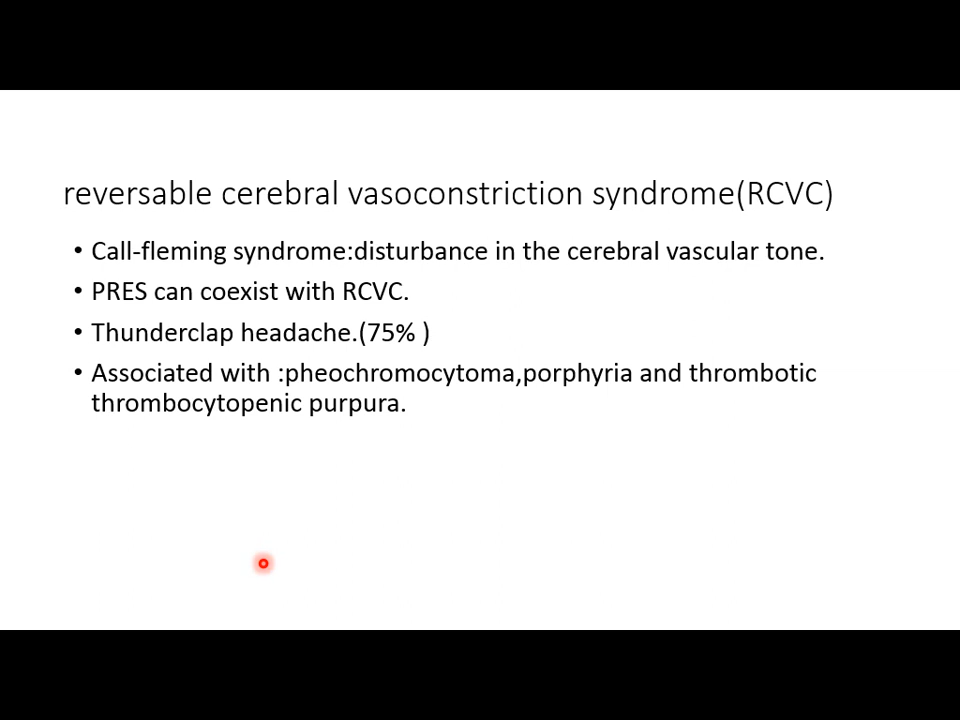 reversable cerebral vasoconstriction syndrome(RCVC)
• Call-fleming syndrome:disturbance in the cerebral vascular tone.
• PRES can coexist with RCVC.
• Thunderclap headache.(75% )
• Associated with :pheochromocytoma,porphyria and thrombotic
thrombocytopenic purpura.